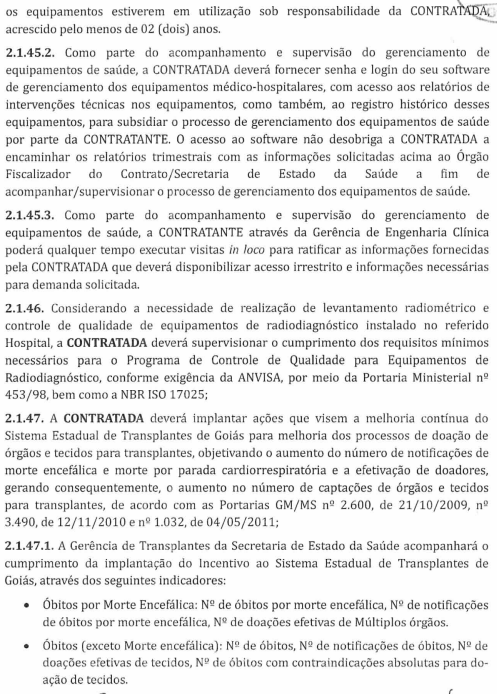 os equipamentos estiverem em utilização sob responsabilidade da CONTRATADA,
acrescido pelo menos de 02 (dois) anos.
2.1.45.2. Como parte do acompanhamento e supervisão do gerenciamento de
equipamentos de saúde, a CONTRATADA deverá fornecer senha e login do seu software
de gerenciamento dos equipamentos médico-hospitalares, com acesso aos relatórios de
intervenções técnicas nos equipamentos, como também, ao registro histórico desses
equipamentos, para subsidiar o processo de gerenciamento dos equipamentos de saúde
por parte da CONTRATANTE. O acesso ao software não desobriga a CONTRATADA a
encaminhar os relatórios trimestrais com as informações solicitadas acima ao Órgão
Fiscalizador do Contrato/Secretaria de Estado da Saúde a fim de
acompanhar/supervisionar o processo de gerenciamento dos equipamentos de saúde.
2.1.45.3. Como parte do acompanhamento e supervisão do gerenciamento de
equipamentos de saúde, a CONTRATANTE através da Gerência de Engenharia Clínica
poderá qualquer tempo executar visitas in loco para ratificar as informações fornecidas
pela CONTRATADA que deverá disponibilizar acesso irrestrito e informações necessárias
para demanda solicitada.
2.1.46. Considerando a necessidade de realização de levantamento radiométrico e
controle de qualidade de equipamentos de radiodiagnóstico instalado no referido
Hospital, a CONTRATADA deverá supervisionar o cumprimento dos requisitos mínimos
necessários para o Programa de Controle de Qualidade para Equipamentos de
Radiodiagnóstico, conforme exigência da ANVISA, por meio da Portaria Ministerial nº
453/98, bem como a NBR ISO 17025;
2.1.47. A CONTRATADA deverá implantar ações que visem a melhoria contínua do
Sistema Estadual de Transplantes de Goiás para melhoria dos processos de doação de
órgãos e tecidos para transplantes, objetivando o aumento do número de notificações de
morte encefálica e morte por parada cardiorrespiratória e a efetivação de doadores,
gerando consequentemente, o aumento no número de captações de órgãos e tecidos
para transplantes, de acordo com as Portarias GM/MS nº 2.600, de 21/10/2009, nº
3.490, de 12/11/2010 e nº 1.032, de 04/05/2011;
2.1.47.1. A Gerência de Transplantes da Secretaria de Estado da Saúde acompanhará o
cumprimento da implantação do Incentivo ao Sistema Estadual de Transplantes de
Goiás, através dos seguintes indicadores:
• Óbitos por Morte Encefálica: Nº de óbitos por morte encefálica, Nº de notificações
de óbitos por morte encefálica, Nº de doações efetivas de Múltiplos órgãos.
• Óbitos (exceto Morte encefálica): Nº de óbitos, Nº de notificações de óbitos, Nº de
doações efetivas de tecidos, Nº de óbitos com contraindicações absolutas para do-
ação de tecidos.